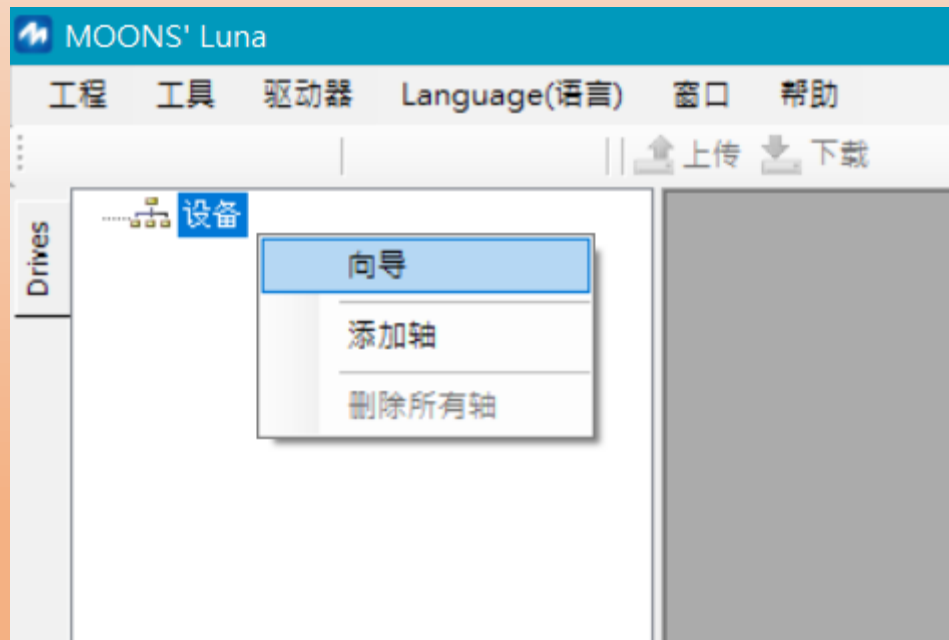 MOONS' Luna
工程 工具 驱动器 Language(语言) 窗口 帮助
上传 下载
Drives
设备
向导
添加轴
删除所有轴